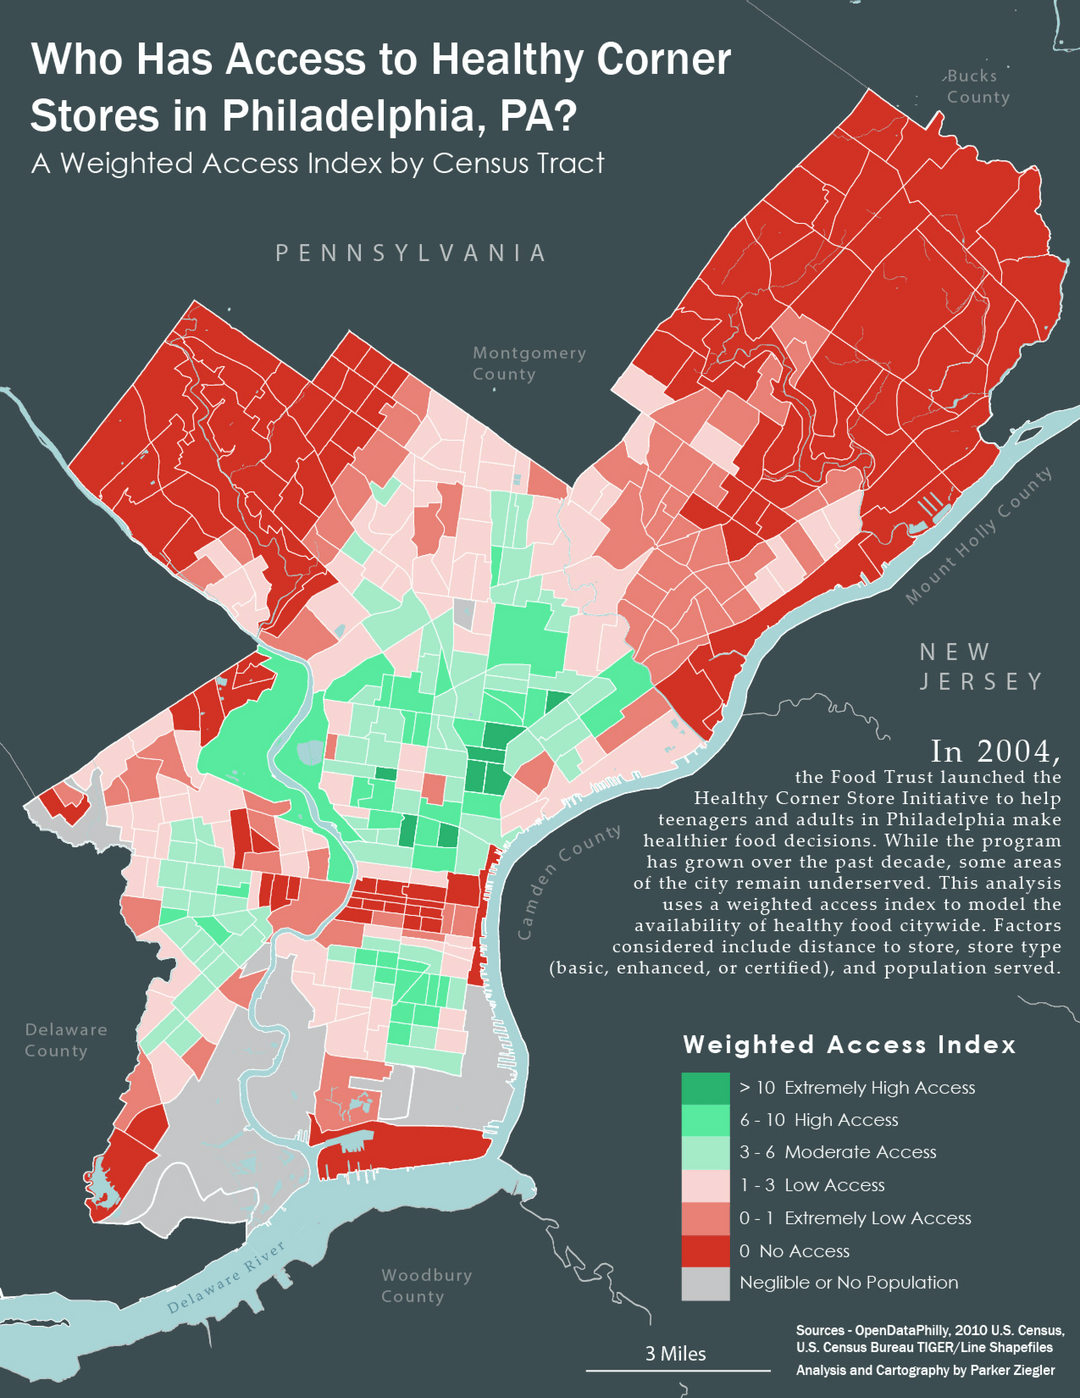 Who Has Access to Healthy Corner
Stores in Philadelphia, PA?
A Weighted Access Index by Census Tract
Bucks
County
PENNSYLVANIA
Montgomery
County
Mount Holly County
NEW
JERSEY
In 2004,
the Food Trust launched the
Healthy Corner Store Initiative to help
teenagers and adults in Philadelphia make
healthier food decisions. While the program
has grown over the past decade, some areas
of the city remain underserved. This analysis
uses a weighted access index to model the
availability of healthy food citywide. Factors
considered include distance to store, store type
(basic, enhanced, or certified), and population served.
Camden County
Delaware
County
Weighted Access Index
> 10 Extremely High Access
6 - 10 High Access
3 - 6 Moderate Access
1 - 3 Low Access
0 - 1 Extremely Low Access
0 No Access
Neglible or No Population
Delaware River
Woodbury
County
3 Miles
Sources - OpenDataPhilly, 2010 U.S. Census,
U.S. Census Bureau TIGER/Line Shapefiles
Analysis and Cartography by Parker Ziegler